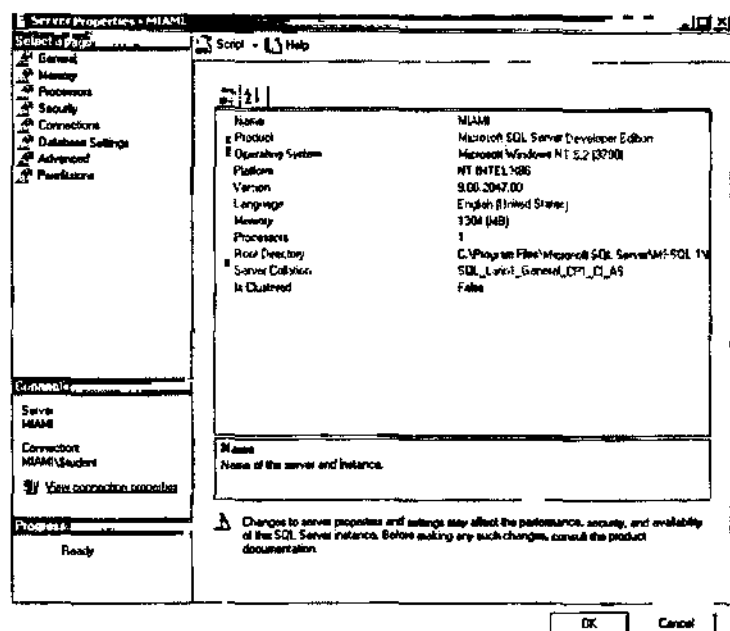 Server Properties - MIAMI
Select a page
General
Memory
Processors
Security
Connections
Database Settings
Advanced
Permissions
Script Help
Name MIAMI
Product Microsoft SQL Server Developer Edition
Operating System Microsoft Windows NT 5.2 (3790)
Platform NT INTEL X86
Version 9.00.2047.00
Language English (United States)
Memory 1304 (MB)
Processors 1
Root Directory C:\Program Files\Microsoft SQL Server\MSSQL.1\M
Server Collation SQL_Latin1_General_CP1_CI_AS
Is Clustered False
Connection
Server
MIAMI
Connection:
MIAMI\Student
View connection properties
Progress
Ready
Name
Name of the server and instance.
Changes to server properties and settings may affect the performance, security, and availability
of this SQL Server instance. Before making any such changes, consult the product
documentation.
OK Cancel